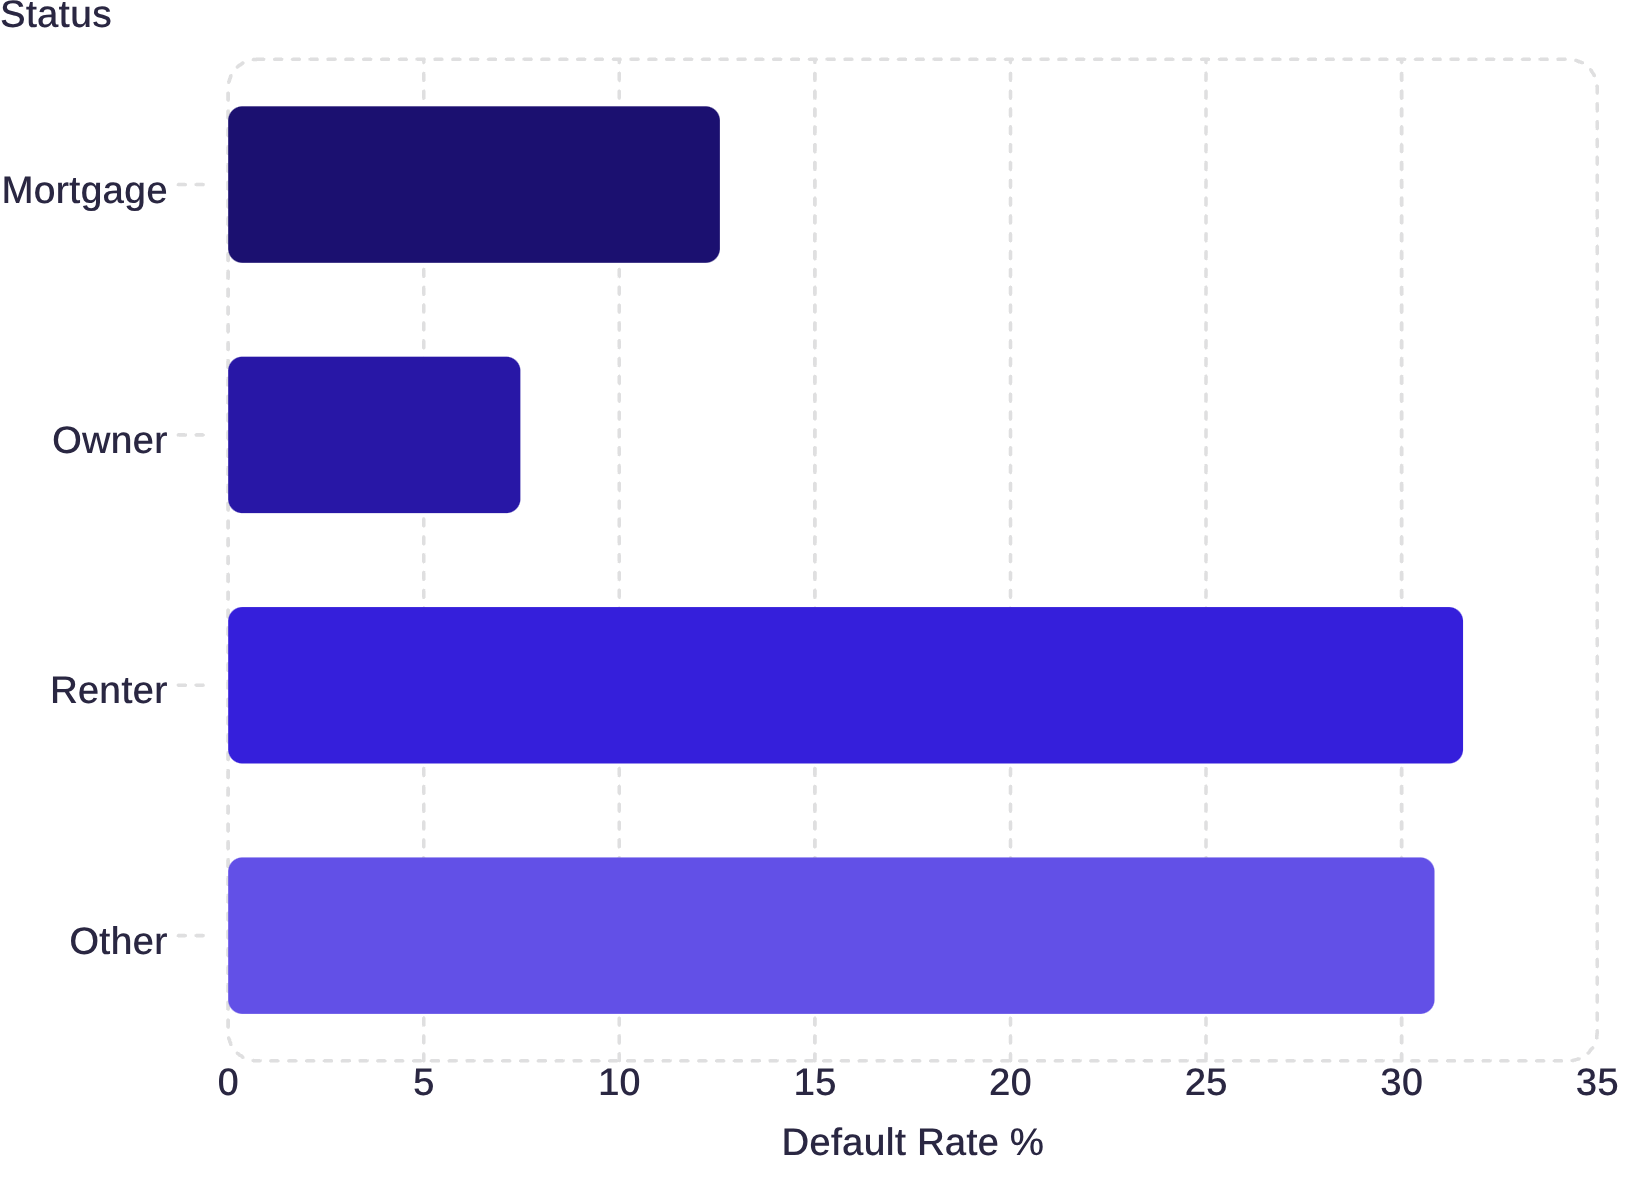 Status
Mortgage
Owner
Renter
Other
0 5 10 15 20 25 30 35
Default Rate %